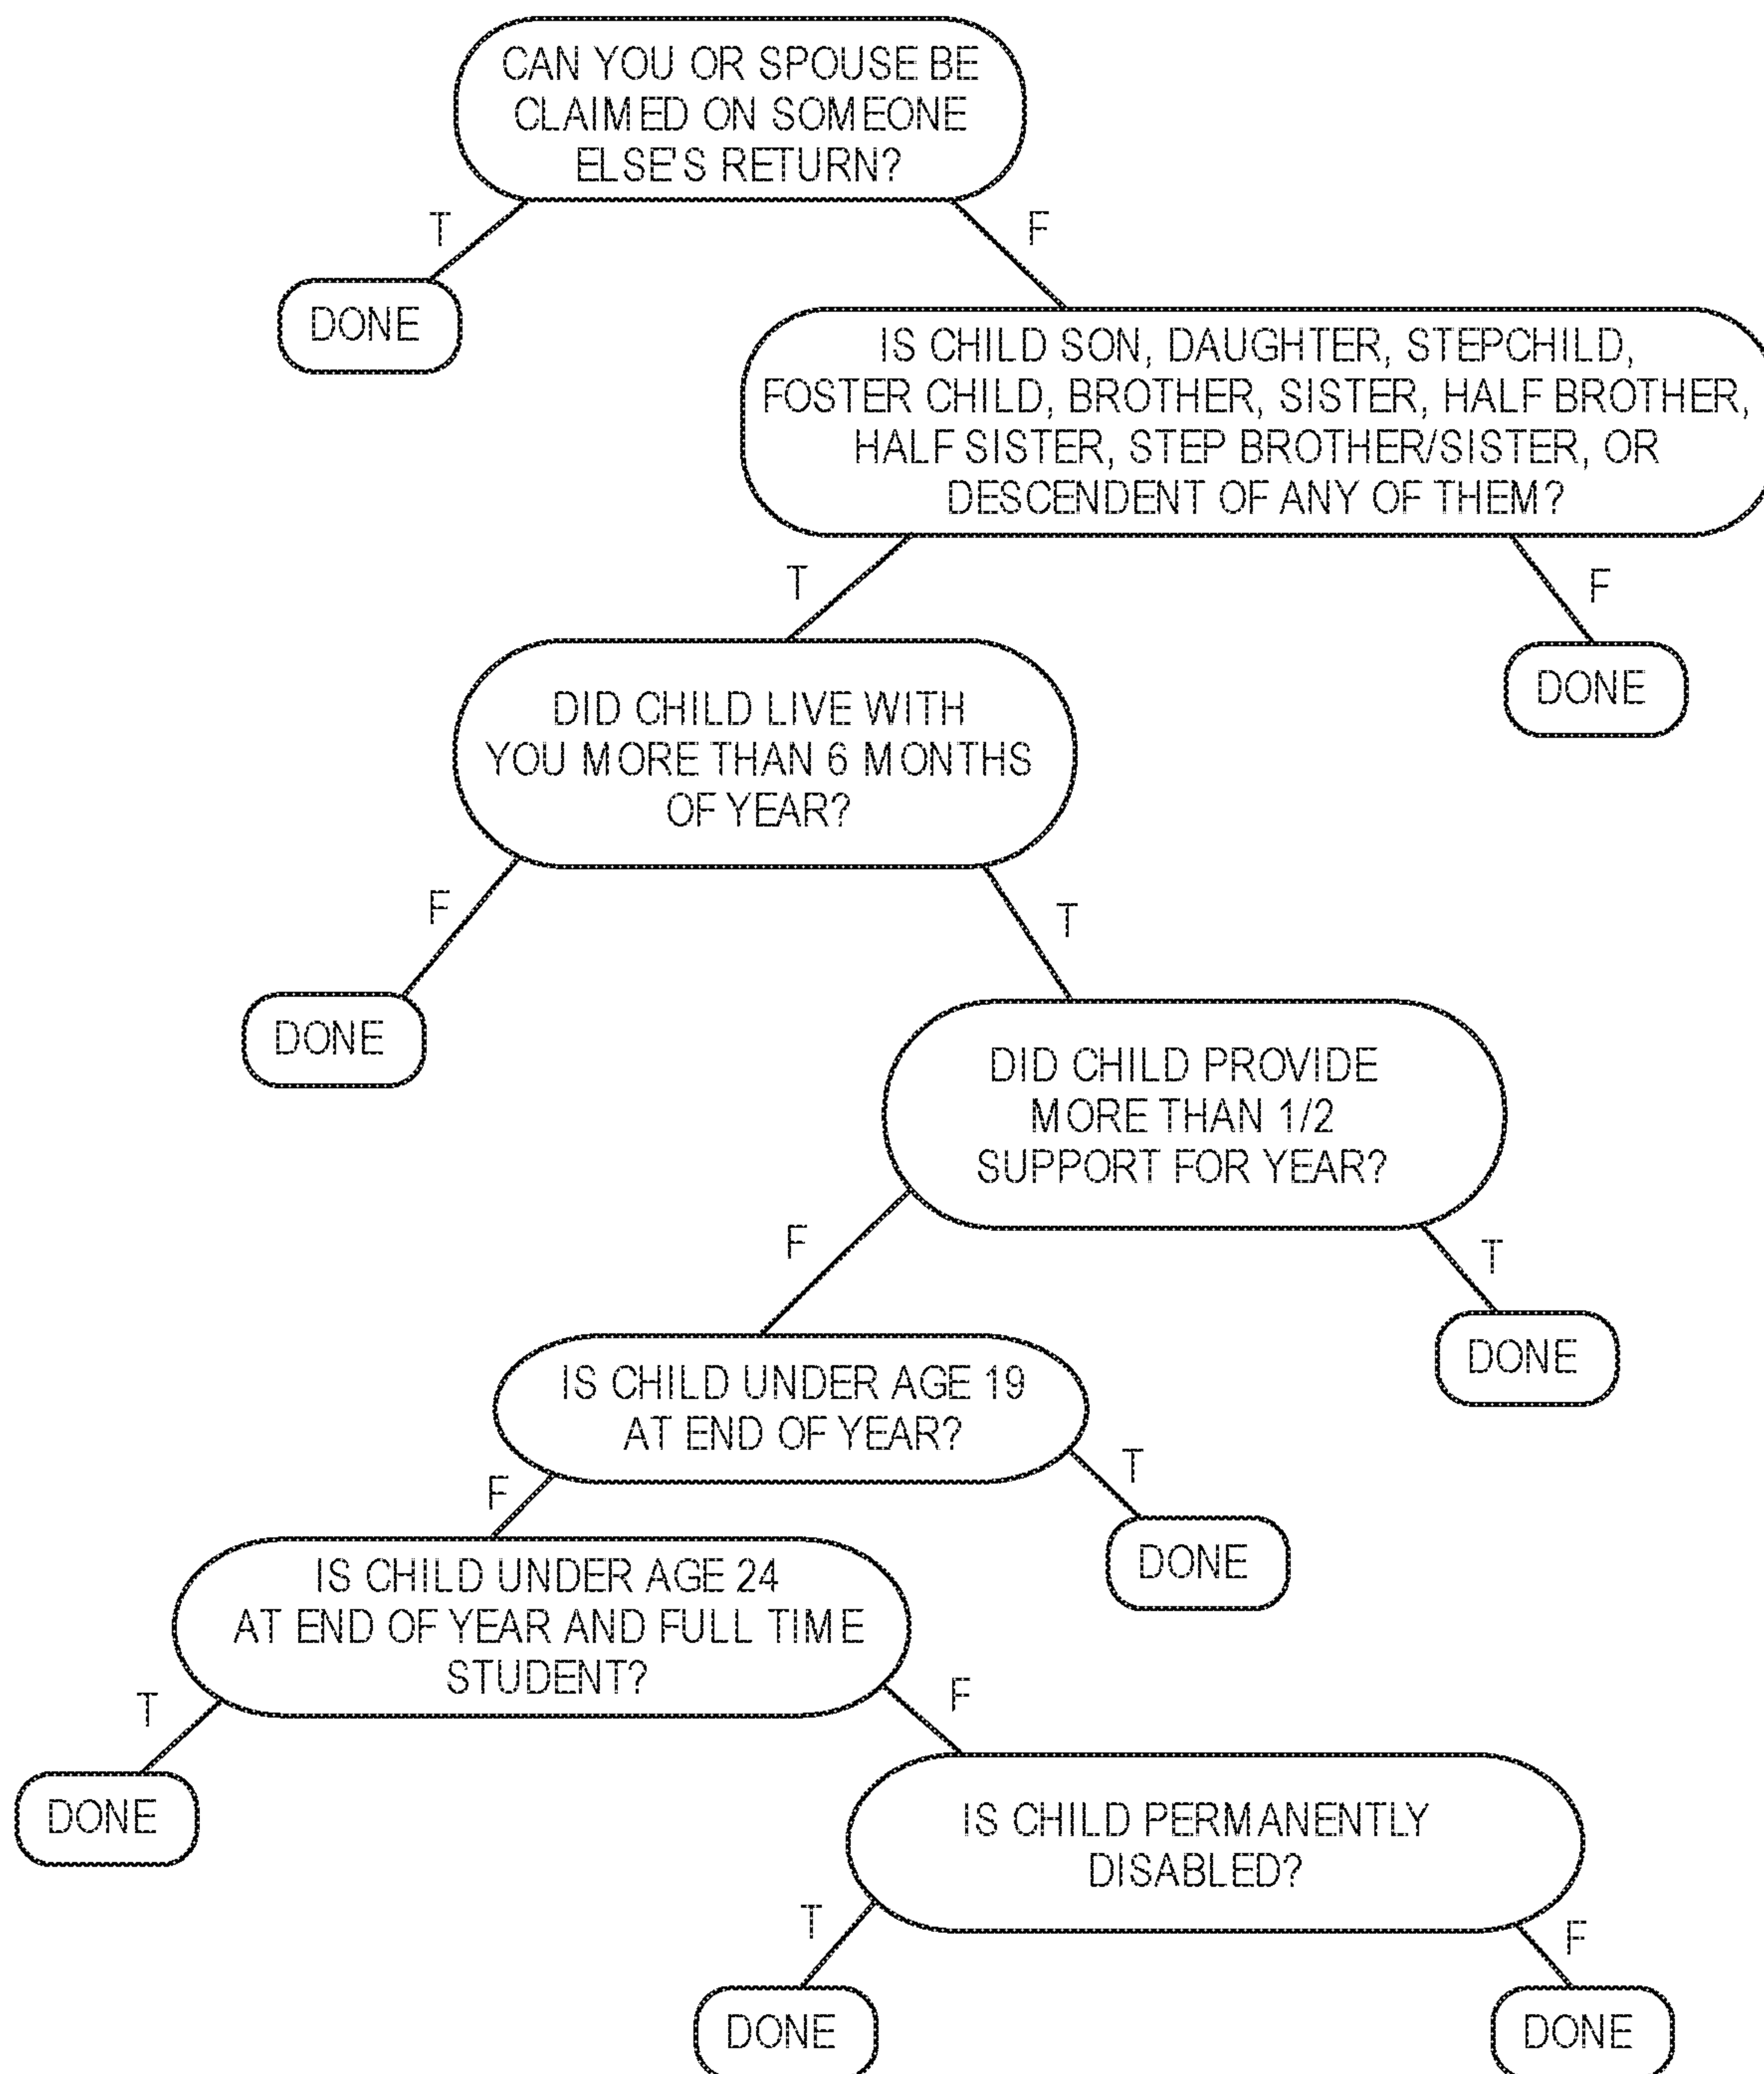 CAN YOU OR SPOUSE BE
CLAIMED ON SOMEONE
ELSE'S RETURN?
T
F
DONE
IS CHILD SON, DAUGHTER, STEPCHILD,
FOSTER CHILD, BROTHER, SISTER, HALF BROTHER,
HALF SISTER, STEP BROTHER/SISTER, OR
DESCENDENT OF ANY OF THEM?
T
F
DONE
DID CHILD LIVE WITH
YOU MORE THAN 6 MONTHS
OF YEAR?
F
T
DONE
DID CHILD PROVIDE
MORE THAN 1/2
SUPPORT FOR YEAR?
F
T
DONE
IS CHILD UNDER AGE 19
AT END OF YEAR?
F
T
DONE
IS CHILD UNDER AGE 24
AT END OF YEAR AND FULL TIME
STUDENT?
T
F
DONE
IS CHILD PERMANENTLY
DISABLED?
T
F
DONE
DONE